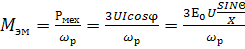 Mэм = Pмех/ωр = 3UIcosφ/ωр = 3E₀U (SINΘ/X)/ωр